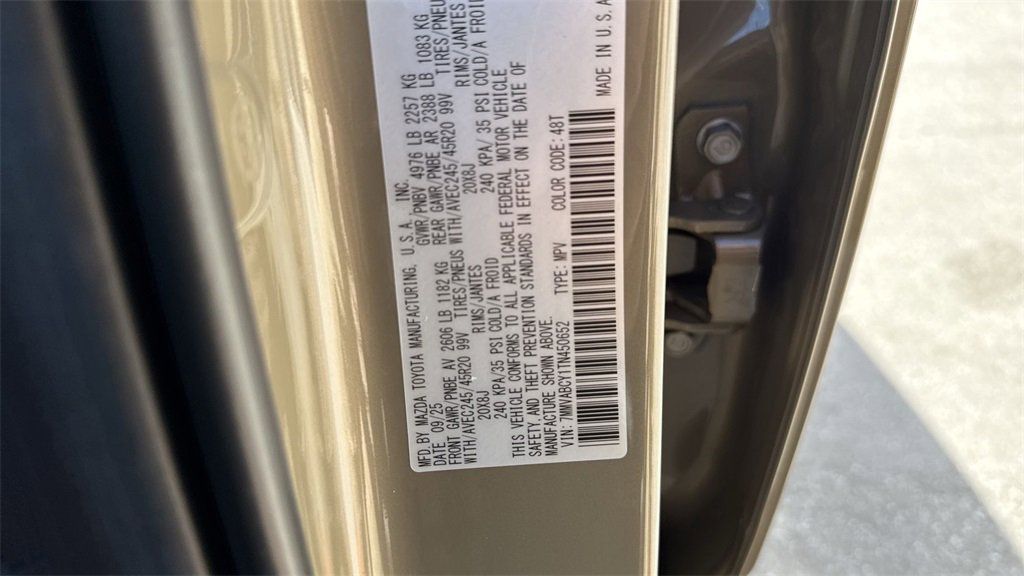 MFD. BY MAZDA TOYOTA MANUFACTURING, U.S.A. INC.
DATE 09/25 GVWR/PNBV 4976 LB 2257 KG
FRONT GAWR/PNBE AV 2606 LB 1182 KG REAR GAWR/PNBE AR 2388 LB 1083 KG
WITH/AVEC245/45R20 99V TIRES/PNEUS WITH/AVEC245/45R20 99V TIRES/PNEU
20X8J RIMS/JANTES 20X8J RIMS/JANTES
240 KPA/35 PSI COLD/A FROID 240 KPA/ 35 PSI COLD/A FROID
THIS VEHICLE CONFORMS TO ALL APPLICABLE FEDERAL MOTOR VEHICLE
SAFETY, AND THEFT PREVENTION STANDARDS IN EFFECT ON THE DATE OF
MANUFACTURE SHOWN ABOVE.
VIN: 7MMVABCY1TN450652 TYPE: MPV COLOR CODE: 48T
MADE IN U.S.A